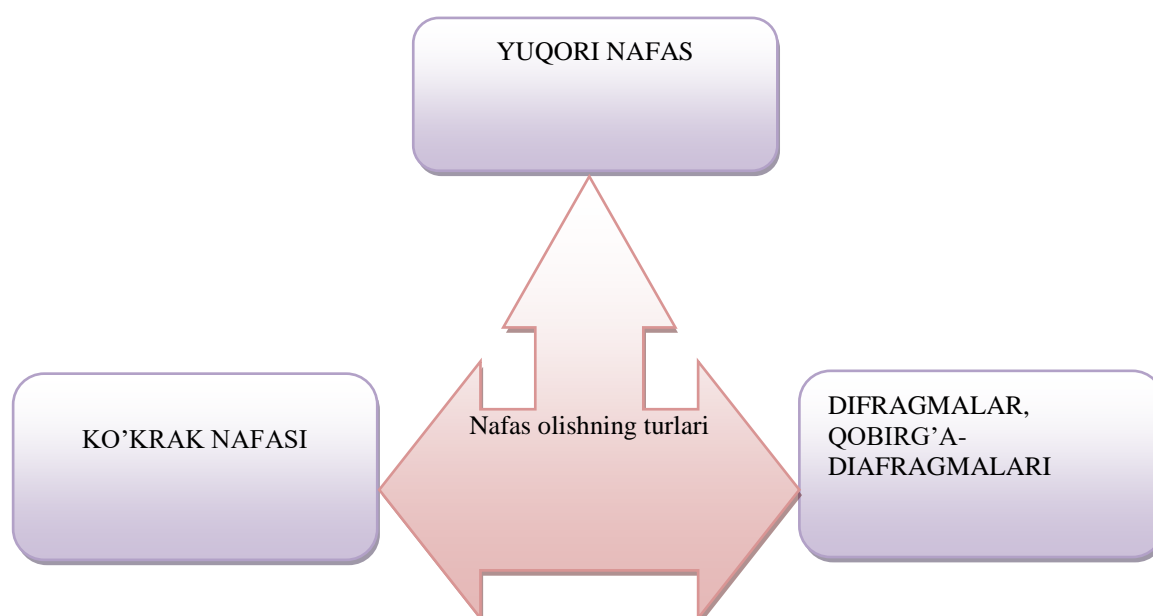 YUQORI NAFAS
KO’KRAK NAFASI
Nafas olishning turlari
DIFRAGMALAR,
QOBIRG’A-
DIAFRAGMALARI